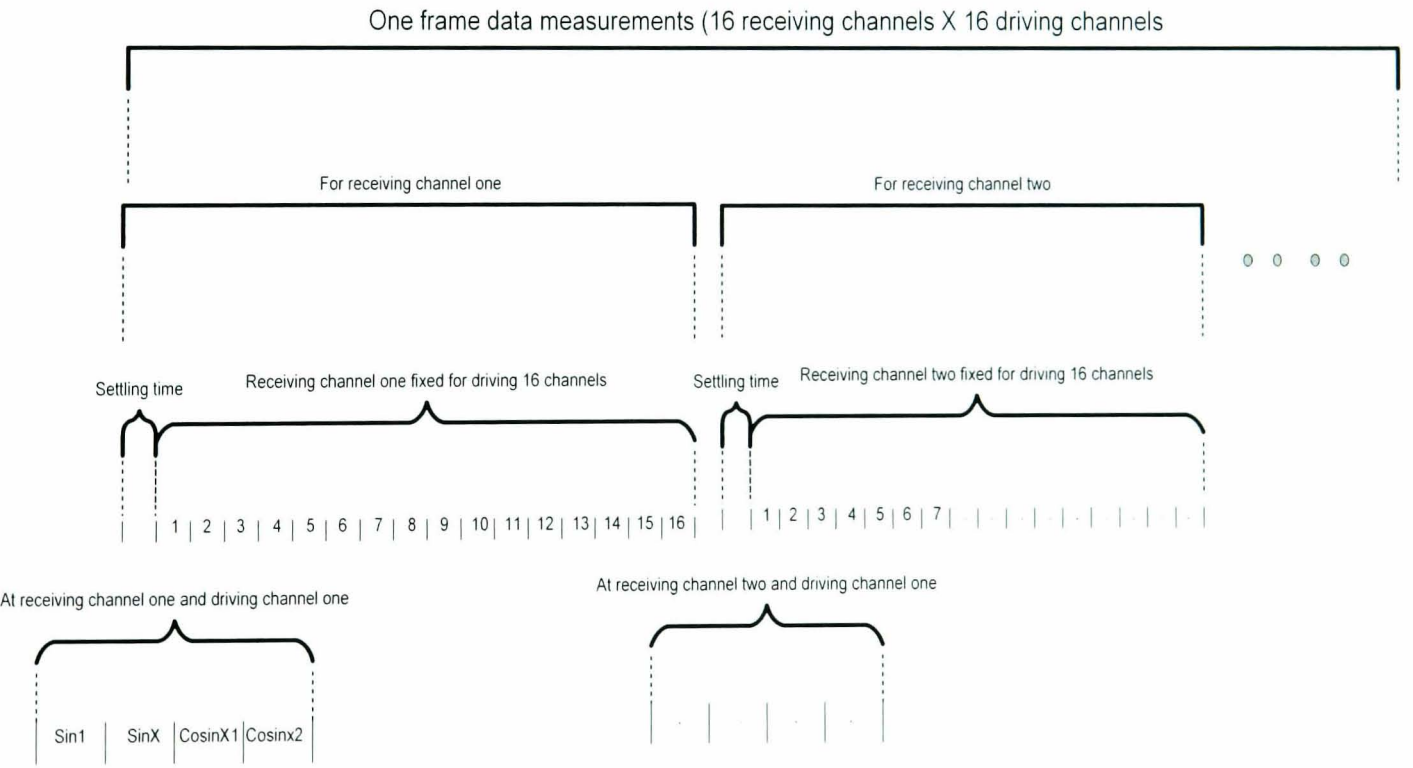 One frame data measurements (16 receiving channels X 16 driving channels
For receiving channel one
For receiving channel two
Settling time
Receiving channel one fixed for driving 16 channels
Settling time
Receiving channel two fixed for driving 16 channels
1 2 3 4 5 6 7 8 9 10 11 12 13 14 15 16
1 2 3 4 5 6 7
At receiving channel one and driving channel one
At receiving channel two and driving channel one
Sin1 SinX CosinX1 Cosinx2